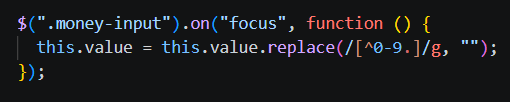 $(".money-input").on("focus", function () {
  this.value = this.value.replace(/[^0-9.]/g, "");
});